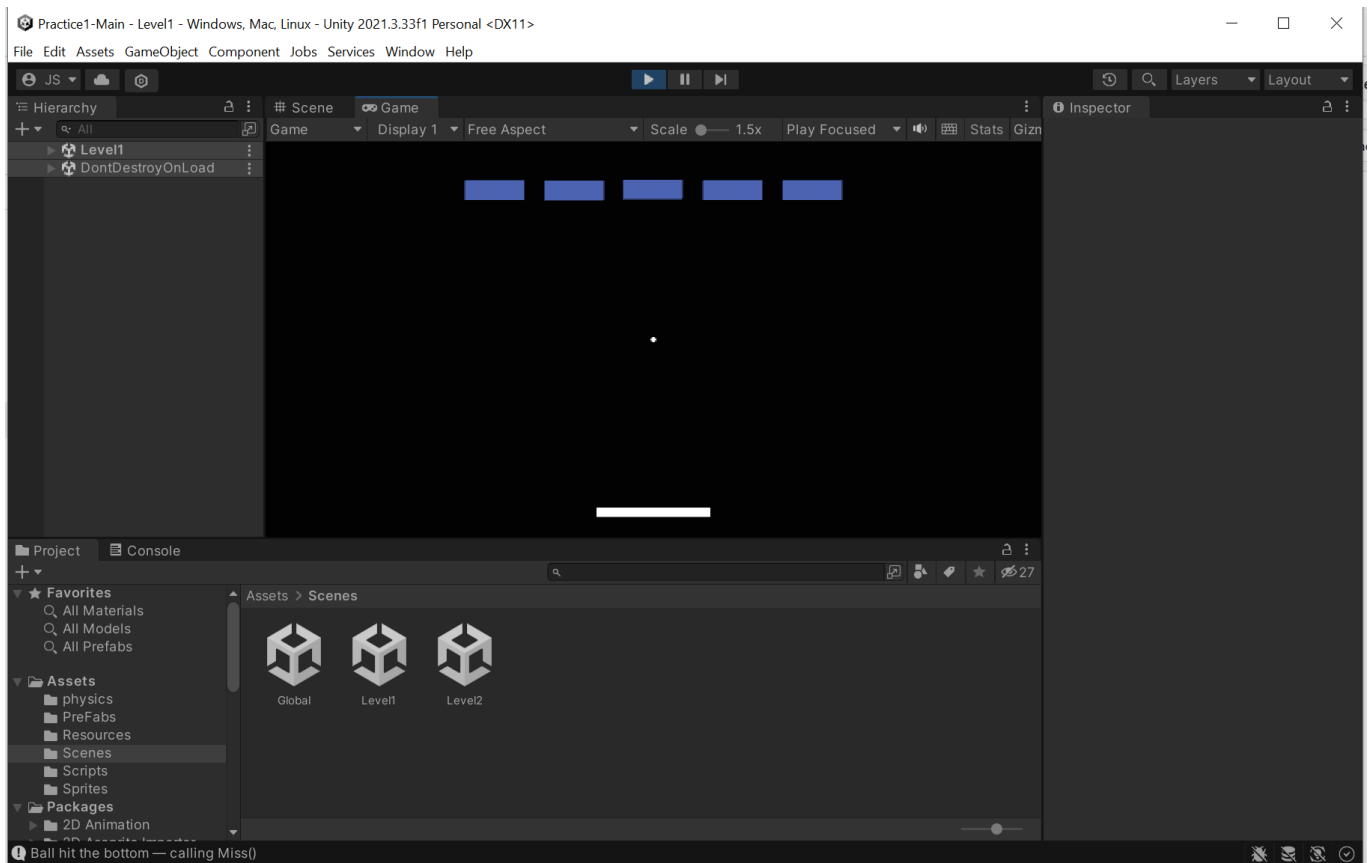 Practice1-Main - Level1 - Windows, Mac, Linux - Unity 2021.3.33f1 Personal <DX11>
File Edit Assets GameObject Component Jobs Services Window Help
JS Layers Layout
Hierarchy # Scene Game Inspector
All Game Display 1 Free Aspect Scale 1.5x Play Focused Stats Gizn
Level1
DontDestroyOnLoad
Project Console
27
Favorites Assets > Scenes
All Materials
All Models
All Prefabs
Assets
physics Global Level1 Level2
PreFabs
Resources
Scenes
Scripts
Sprites
Packages
2D Animation
Ball hit the bottom — calling Miss()